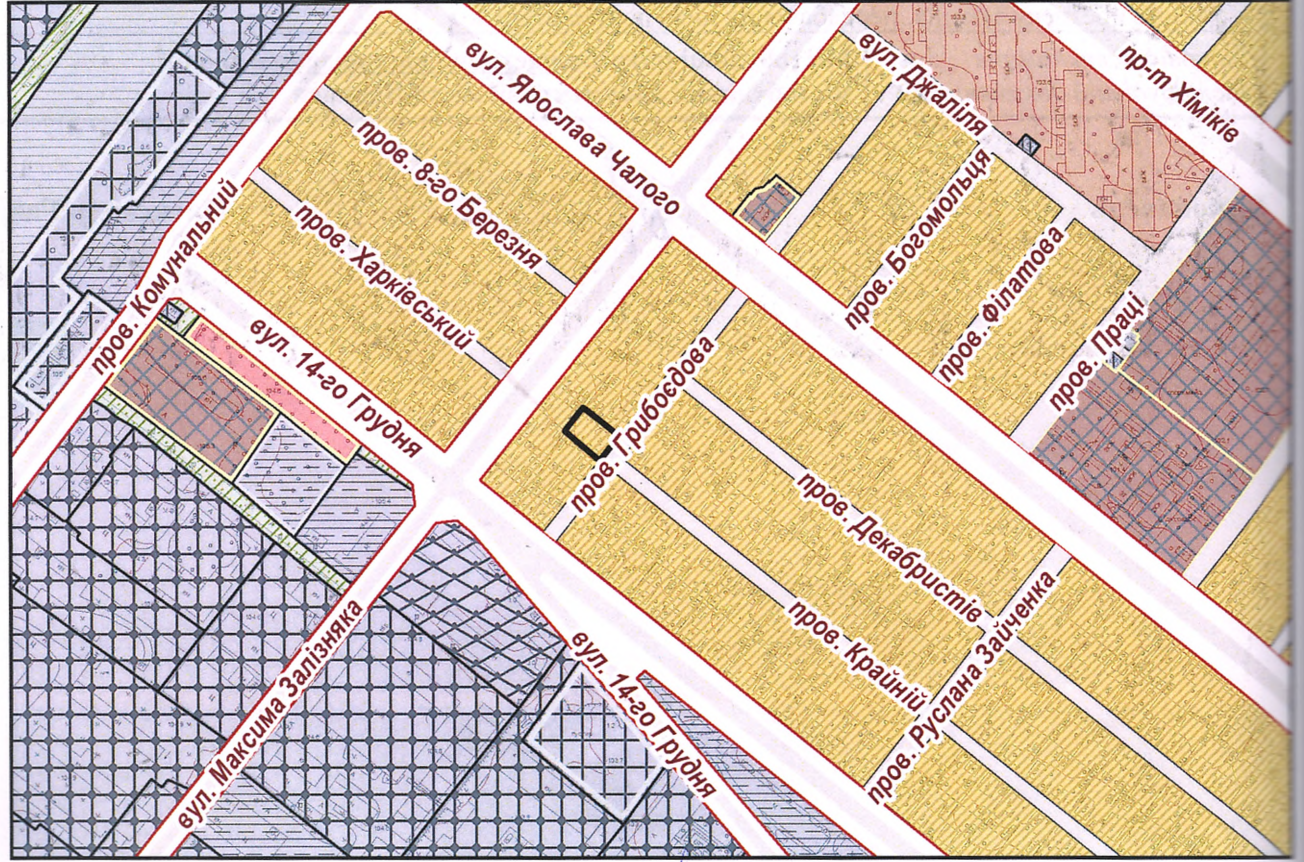 пр-т Хіміків
вул. Джаліля
вул. Ярослава Чалого
пров. 8-го Березня
пров. Харківський
пров. Комунальний
вул. 14-го Грудня
пров. Богомольця
пров. Філатова
пров. Праці
пров. Грибоєдова
пров. Декабристів
пров. Крайній
пров. Руслана Зайченка
вул. Максима Залізняка
вул. 14-го Грудня